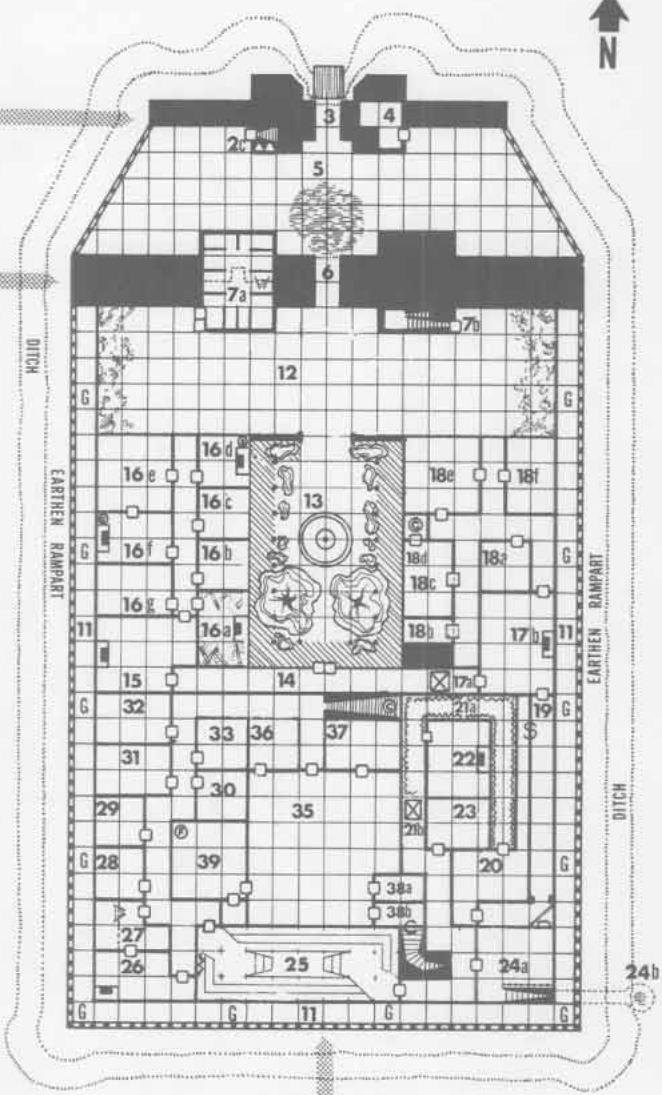 N
3
4
2c
5
6
7a
7b
DITCH
12
G
G
16e
16d
13
18e
18f
EARTHEN RAMPART
16c
C
16f
16b
18d
18a
G
G
18c
EARTHEN RAMPART
16g
16a
18b
17b
11
11
15
14
17a
32
C
21a
19
G
G
33
36
37
S
31
22
DITCH
30
29
35
21b
23
F
G
28
39
38a
20
G
38b
27
C
26
25
24a
24b
G
G
11
G
G